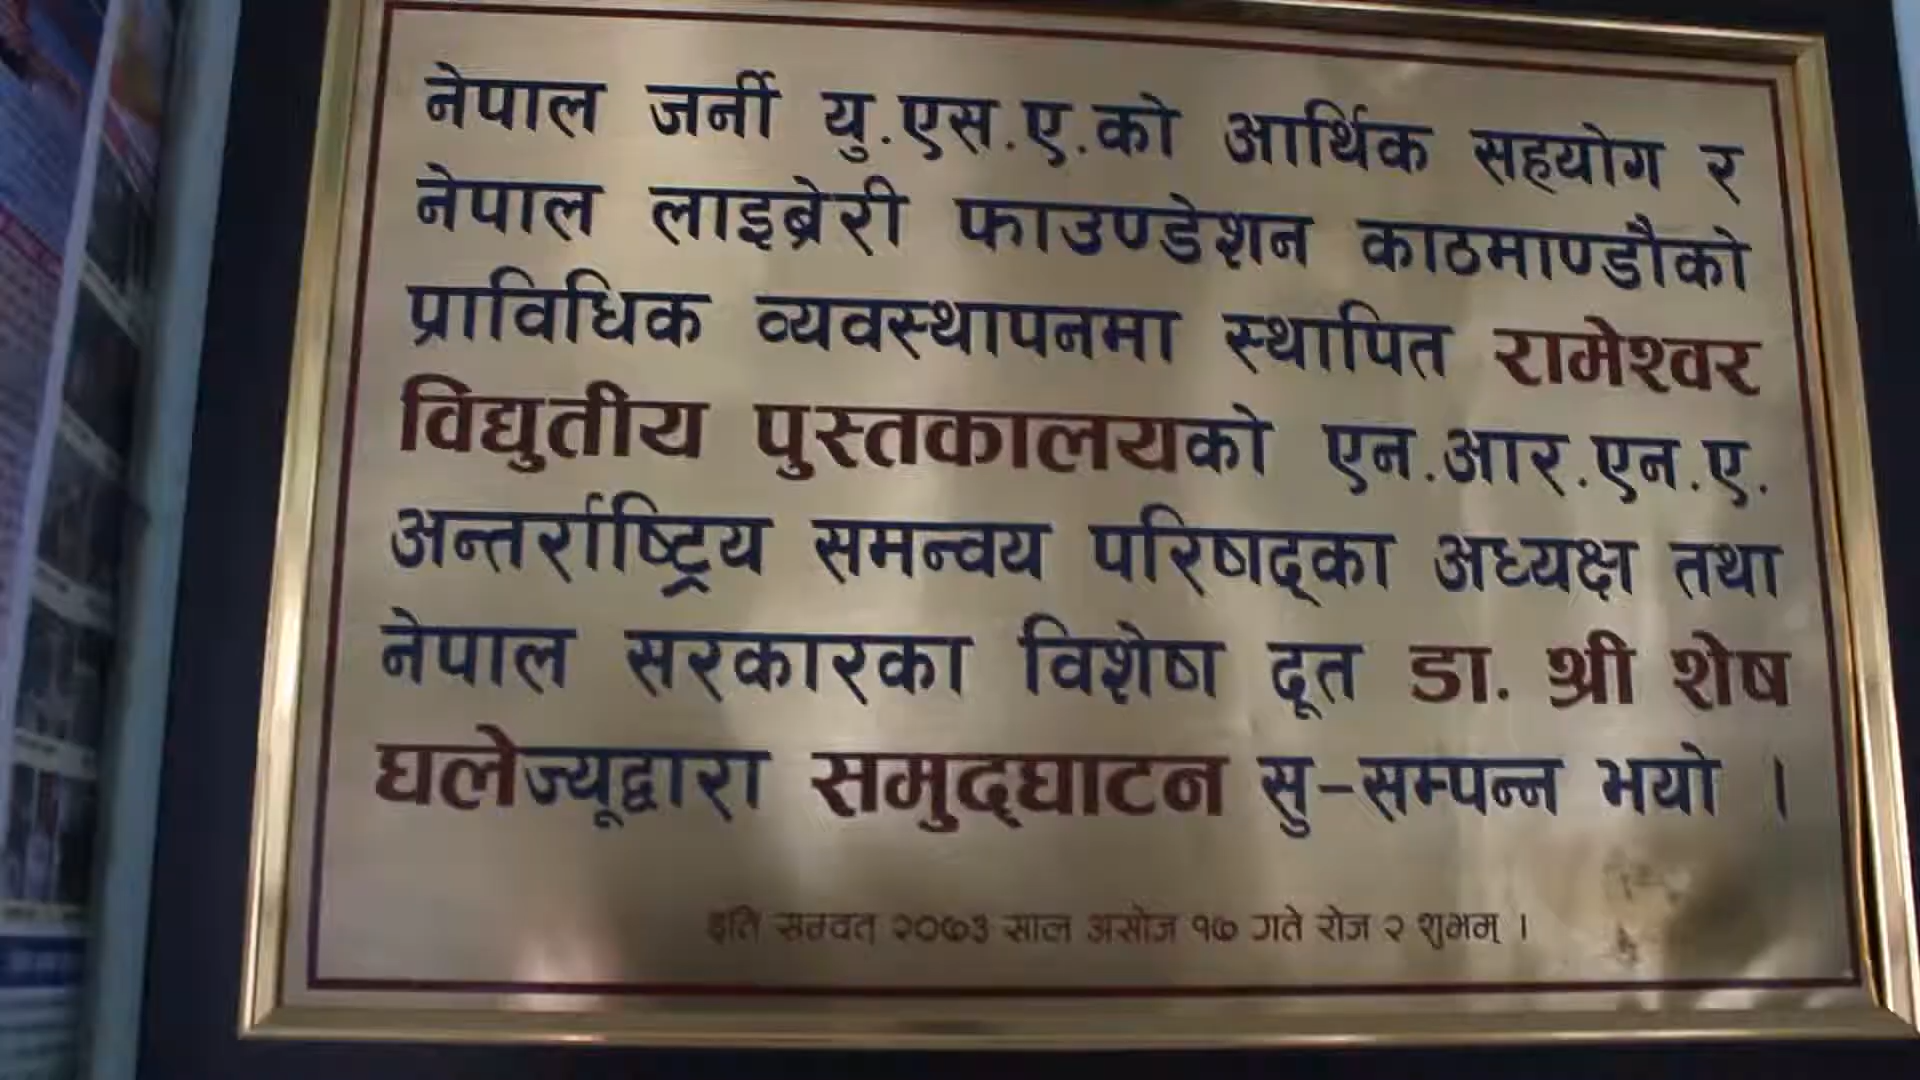 नेपाल जर्नी यु.एस.ए.को आर्थिक सहयोग र
नेपाल लाइब्रेरी फाउण्डेशन काठमाण्डौको
प्राविधिक व्यवस्थापनमा स्थापित रामेश्वर
विद्युतीय पुस्तकालयको एन.आर.एन.ए.
अन्तर्राष्ट्रिय समन्वय परिषद्का अध्यक्ष तथा
नेपाल सरकारका विशेष दूत डा. श्री शेष
घलेज्यूद्वारा समुद्घाटन सु-सम्पन्न भयो ।
इति सम्वत् २०७३ साल असोज १७ गते रोज २ शुभम् ।